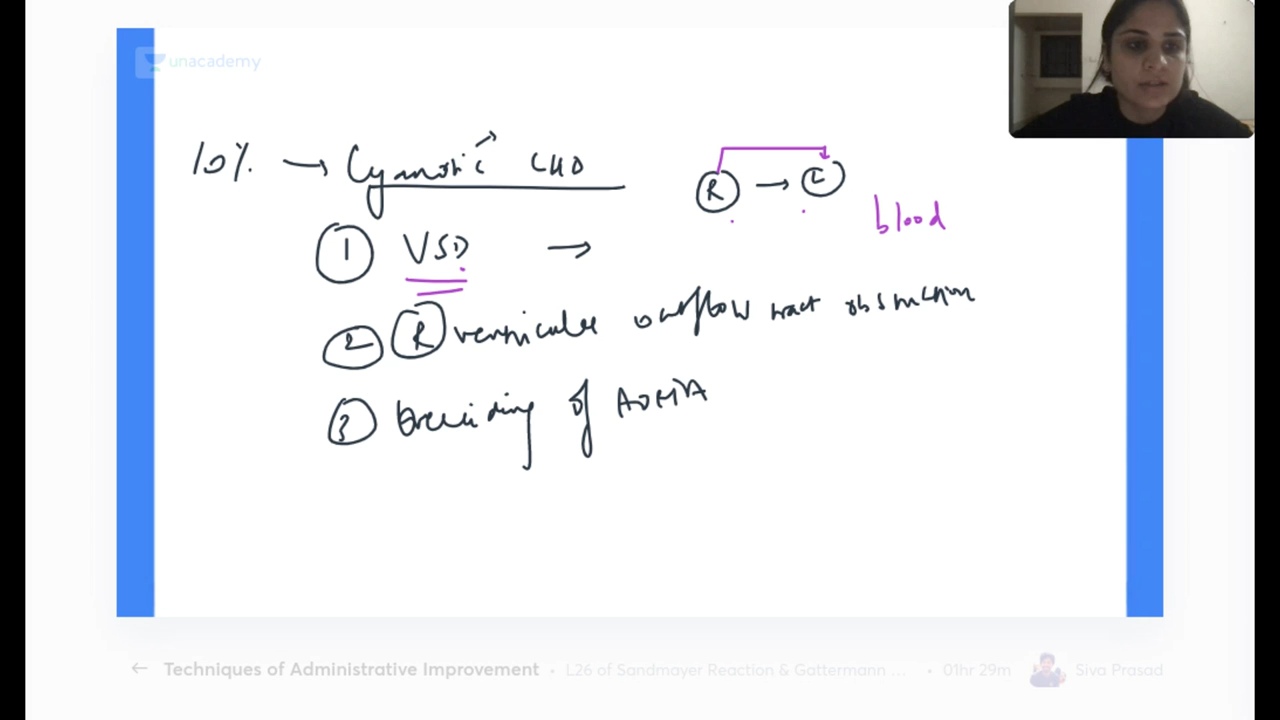 unacademy
10% → Cyanotic CHD
R → L
blood
1 VSD →
2 R ventricular outflow tract obstruction
3 of AORTA
← Techniques of Administrative Improvement • L26 of Sandmayer Reaction & Gattermann ... • 01hr 29m Siva Prasad